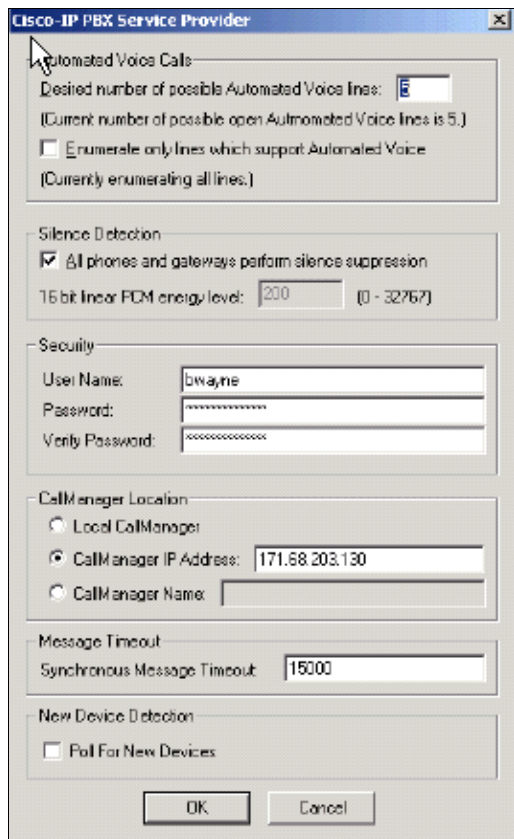 Cisco-IP PBX Service Provider
Automated Voice Calls
Desired number of possible Automated Voice lines: 5
(Current number of possible open Autmomated Voice lines is 5.)
Enumerate only lines which support Automated Voice
(Currently enumerating all lines.)
Silence Detection
All phones and gateways perform silence suppression
16 bit linear PCM energy level: 200 (0 - 32767)
Security
User Name: bwayne
Password: **************
Verify Password: **************
CallManager Location
Local CallManager
CallManager IP Address: 171.68.203.130
CallManager Name:
Message Timeout
Synchronous Message Timeout 15000
New Device Detection
Poll For New Devices
OK Cancel